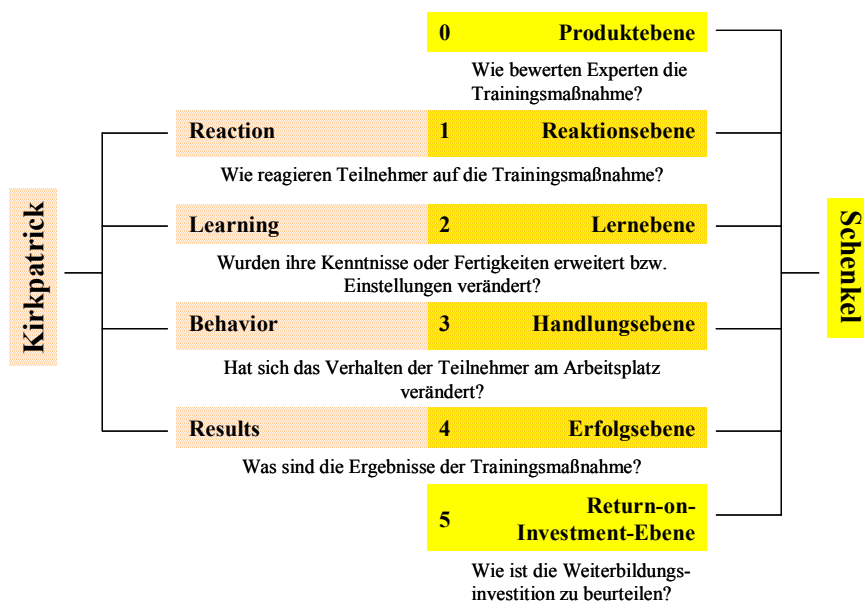 0 Produktebene
Wie bewerten Experten die
Trainingsmaßnahme?
Reaction 1 Reaktionsebene
Wie reagieren Teilnehmer auf die Trainingsmaßnahme?
Kirkpatrick
Learning 2 Lernebene
Schenkel
Wurden ihre Kenntnisse oder Fertigkeiten erweitert bzw.
Einstellungen verändert?
Behavior 3 Handlungsebene
Hat sich das Verhalten der Teilnehmer am Arbeitsplatz
verändert?
Results 4 Erfolgsebene
Was sind die Ergebnisse der Trainingsmaßnahme?
5 Return-on-
Investment-Ebene
Wie ist die Weiterbildungs-
investition zu beurteilen?